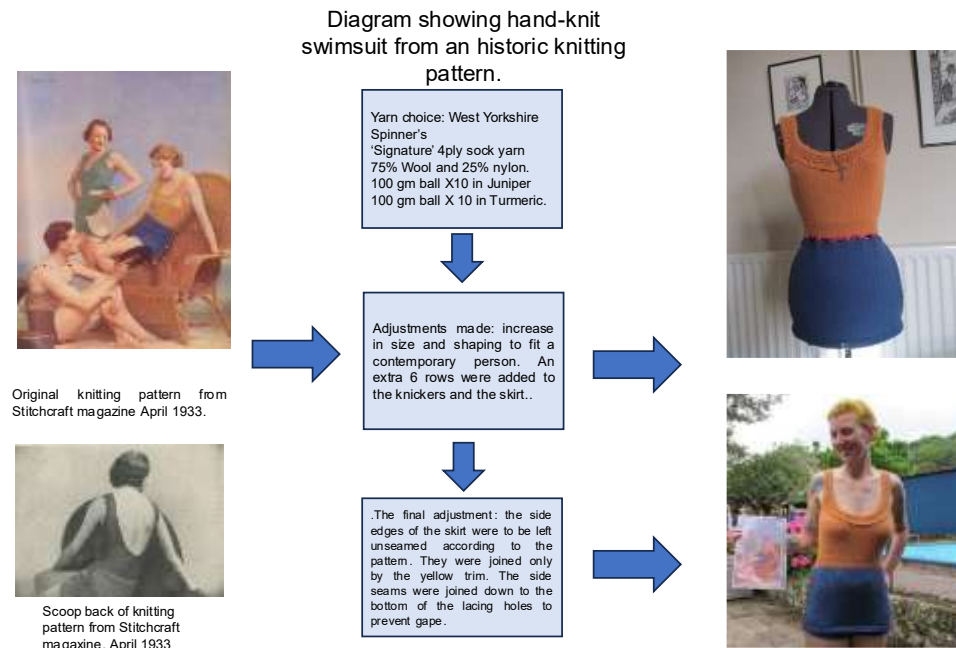 Diagram showing hand-knit
swimsuit from an historic knitting
pattern.
Yarn choice: West Yorkshire
Spinner's
'Signature' 4ply sock yarn
75% Wool and 25% nylon.
100 gm ball X10 in Juniper
100 gm ball X 10 in Turmeric.
Adjustments made: increase
in size and shaping to fit a
contemporary person. An
extra 6 rows were added to
the knickers and the skirt..
Original knitting pattern from
Stitchcraft magazine April 1933.
.The final adjustment: the side
edges of the skirt were to be left
unseamed according to the
pattern. They were joined only
by the yellow trim. The side
seams were joined down to the
bottom of the lacing holes to
prevent gape.
Scoop back of knitting
pattern from Stitchcraft
magaxine. April 1933